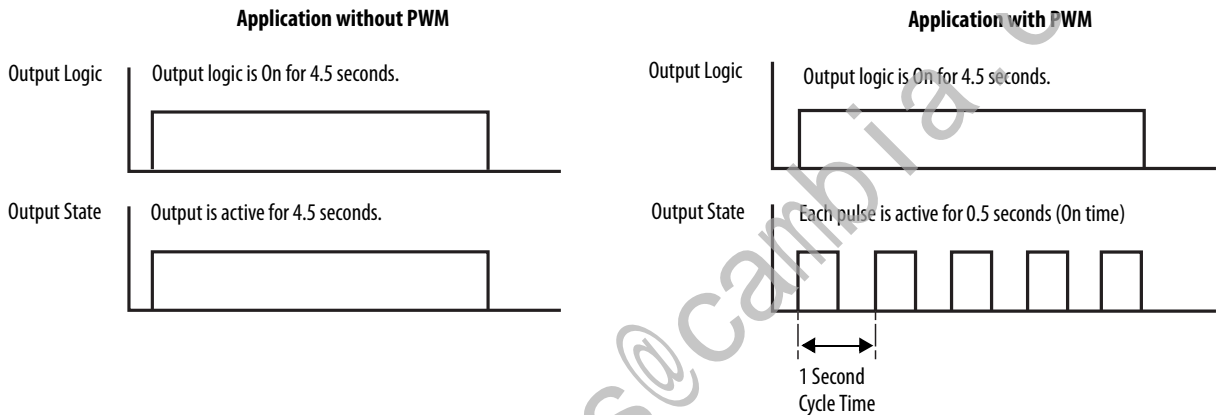 Application without PWM
Output Logic
Output logic is On for 4.5 seconds.
Output State
Output is active for 4.5 seconds.
Application with PWM
Output Logic
Output logic is On for 4.5 seconds.
Output State
Each pulse is active for 0.5 seconds (On time)
1 Second
Cycle Time
s@cambia.c